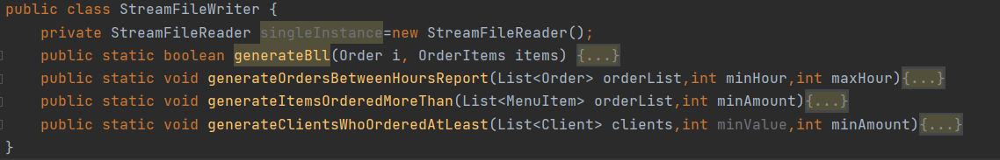 public class StreamFileWriter {
private StreamFileReader singleInstance=new StreamFileReader();
public static boolean generateBll(Order i, OrderItems items) {...}
public static void generateOrdersBetweenHoursReport(List<Order> orderList,int minHour,int maxHour){...}
public static void generateItemsOrderedMoreThan(List<MenuItem> orderList,int minAmount){...}
public static void generateClientsWhoOrderedAtLeast(List<Client> clients,int minValue,int minAmount){...}
}